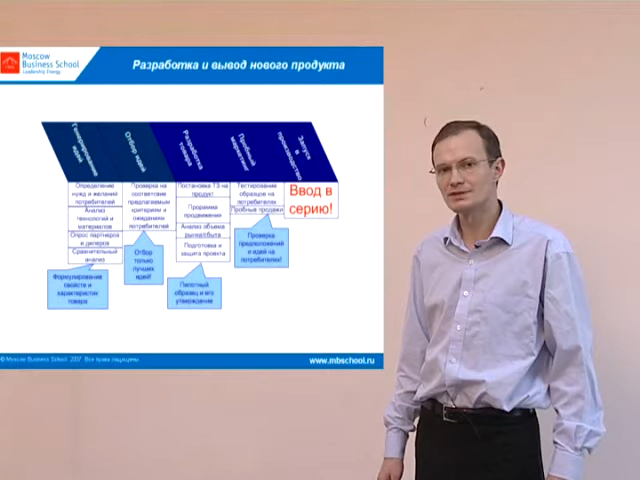 Moscow
Business School
Leadership Energy
Разработка и вывод нового продукта
Генерирование
идей
Отбор идей
Разработка
товара
Пробный
маркетинг
Запуск
в
производство
Определение
нужд и желаний
потребителей
Анализ
технологий и
материалов
Опрос партнеров
и дилеров
Сравнительный
анализ
Проверка на
соответствие
предлагаемым
критериям и
ожиданиям
потребителей
Постановка ТЗ на
продукт
Программа
продвижения
Анализ объема
рынка/сбыта
Подготовка и
защита проекта
Тестирование
образцов на
потребителях
Пробные продажи
Ввод в
серию!
Формулирование
свойств и
характеристик
товара
Отбор
только
лучших
идей!
Пилотный
образец и его
утверждение
Проверка
предположений
и идей на
потребителях!
© Moscow Business School 2007 Все права защищены
www.mbschool.ru